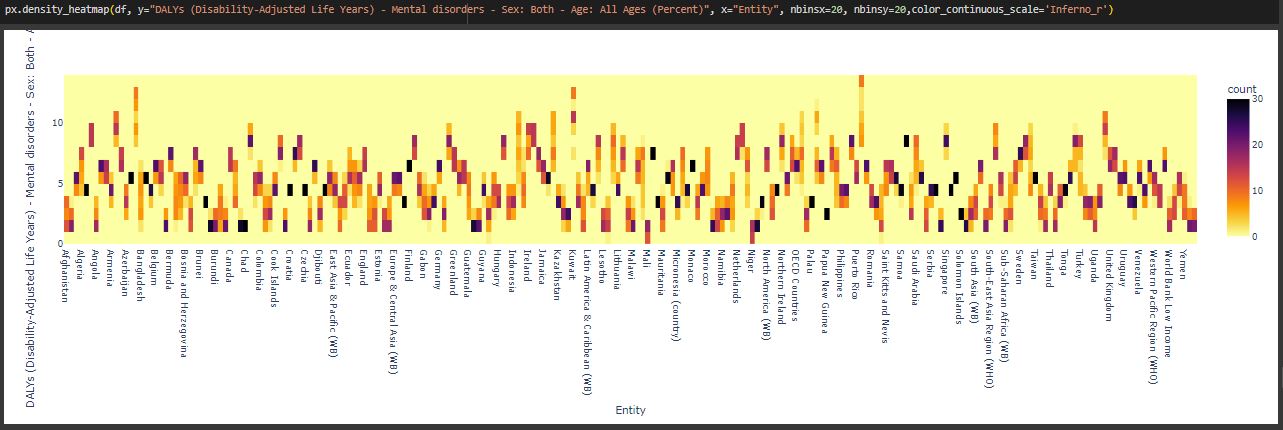 px.density_heatmap(df, y="DALYs (Disability-Adjusted Life Years) - Mental disorders - Sex: Both - Age: All Ages (Percent)", x="Entity", nbinsx=20, nbinsy=20,color_continuous_scale='Inferno_r')
DALYs (Disability-Adjusted Life Years) - Mental disorders - Sex: Both - A
10
5
0
count
30
20
10
0
Afghanistan
Algeria
Angola
Armenia
Azerbaijan
Bangladesh
Belgium
Bermuda
Bosnia and Herzegovina
Brunei
Burundi
Canada
Chad
Colombia
Cook Islands
Croatia
Czechia
Djibouti
East Asia & Pacific (WB)
Ecuador
England
Estonia
Europe & Central Asia (WB)
Finland
Gabon
Germany
Greenland
Guatemala
Guyana
Hungary
Indonesia
Ireland
Jamaica
Kazakhstan
Kuwait
Latin America & Caribbean (WB)
Lesotho
Lithuania
Malawi
Mali
Mauritania
Micronesia (country)
Monaco
Morocco
Namibia
Netherlands
Niger
North America (WB)
Northern Ireland
OECD Countries
Palau
Papua New Guinea
Philippines
Puerto Rico
Romania
Saint Kitts and Nevis
Samoa
Saudi Arabia
Serbia
Singapore
Solomon Islands
South Asia (WB)
South-East Asia Region (WHO)
Sub-Saharan Africa (WB)
Sweden
Taiwan
Thailand
Tonga
Turkey
Uganda
United Kingdom
Uruguay
Venezuela
Western Pacific Region (WHO)
World Bank Low Income
Yemen
Entity